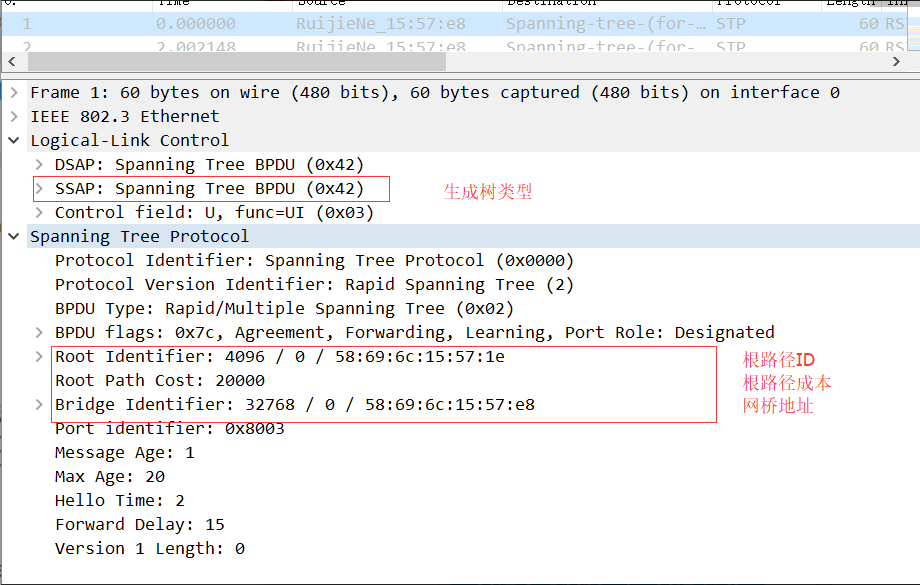 Time Source Destination Protocol Length
1 0.000000 RuijieNe_15:57:e8 Spanning-tree-(for-… STP 60 RS
2 2.002148 RuijieNe_15:57:e8 Spanning-tree-(for- STP 60 RS
Frame 1: 60 bytes on wire (480 bits), 60 bytes captured (480 bits) on interface 0
IEEE 802.3 Ethernet
Logical-Link Control
DSAP: Spanning Tree BPDU (0x42)
SSAP: Spanning Tree BPDU (0x42) 生成树类型
Control field: U, func=UI (0x03)
Spanning Tree Protocol
Protocol Identifier: Spanning Tree Protocol (0x0000)
Protocol Version Identifier: Rapid Spanning Tree (2)
BPDU Type: Rapid/Multiple Spanning Tree (0x02)
BPDU flags: 0x7c, Agreement, Forwarding, Learning, Port Role: Designated
Root Identifier: 4096 / 0 / 58:69:6c:15:57:1e 根路径ID
Root Path Cost: 20000 根路径成本
Bridge Identifier: 32768 / 0 / 58:69:6c:15:57:e8 网桥地址
Port identifier: 0x8003
Message Age: 1
Max Age: 20
Hello Time: 2
Forward Delay: 15
Version 1 Length: 0